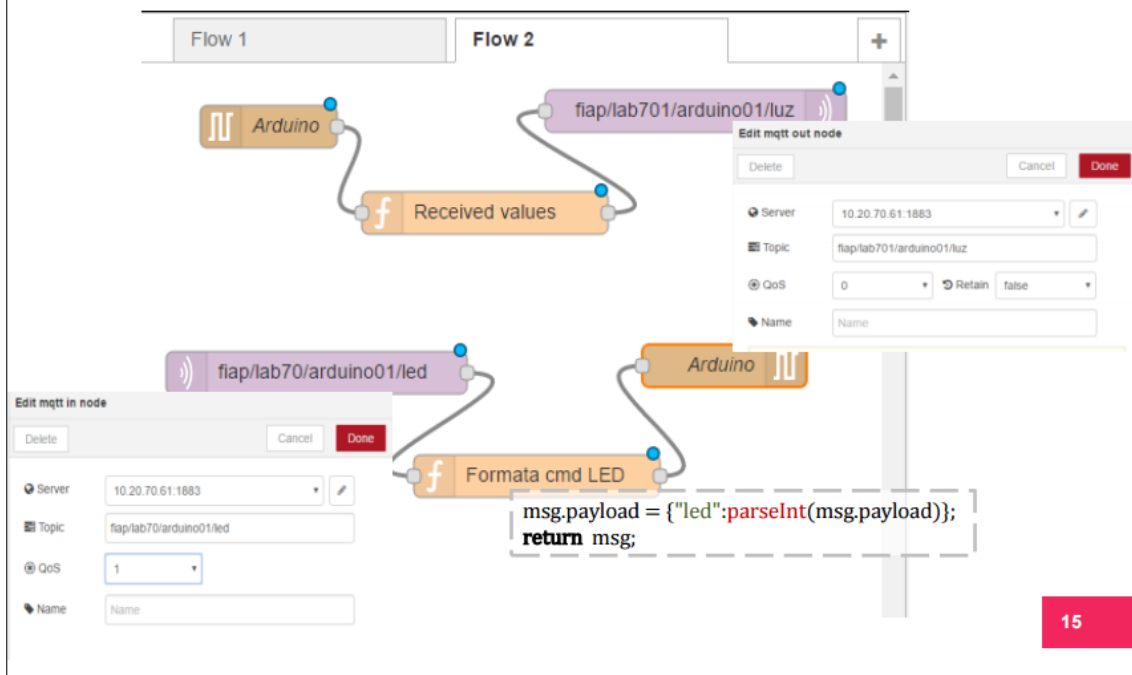 Flow 1
Flow 2
+
Arduino
fiap/lab701/arduino01/luz
Received values
Edit mqtt out node
Delete
Cancel
Done
Server
10.20.70.61:1883
Topic
fiap/lab701/arduino01/luz
QoS
0
Retain
false
Name
Name
fiap/lab70/arduino01/led
Arduino
Formata cmd LED
msg.payload = {"led":parseInt(msg.payload)};
return msg;
Edit mqtt in node
Delete
Cancel
Done
Server
10.20.70.61:1883
Topic
fiap/lab70/arduino01/led
QoS
1
Name
Name
15